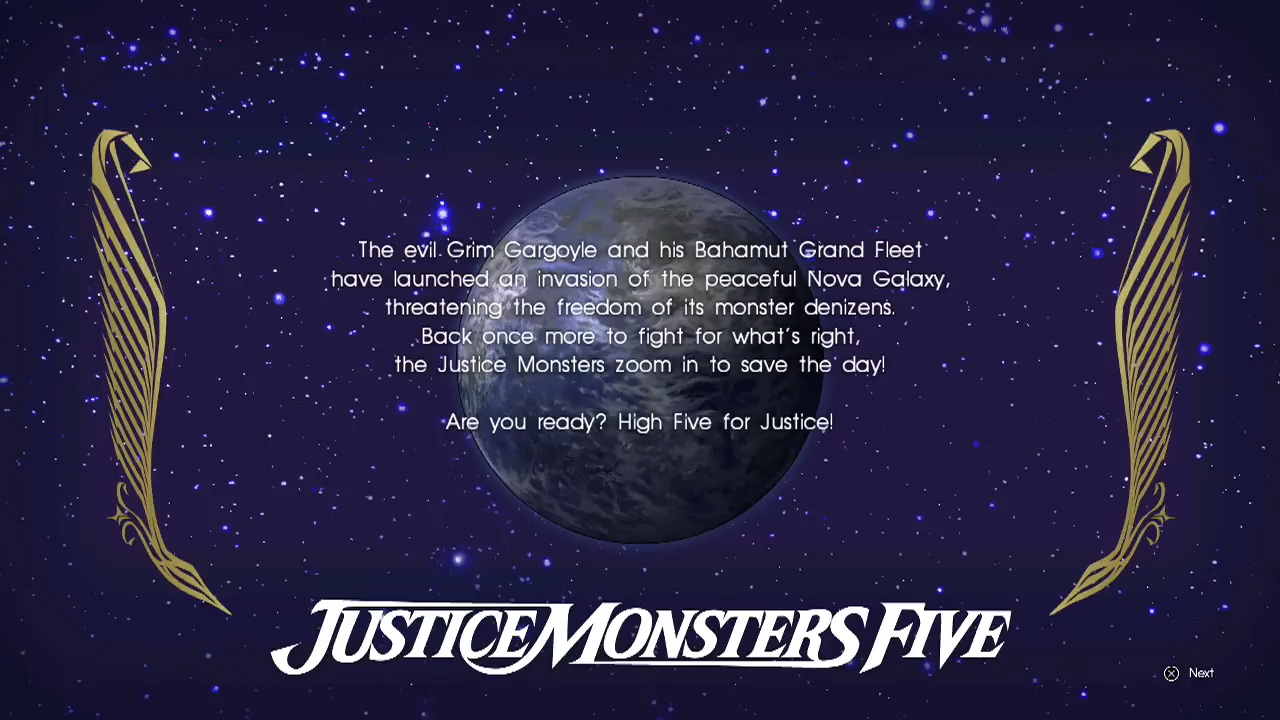 The evil Grim Gargoyle and his Bahamut Grand Fleet
have launched an invasion of the peaceful Nova Galaxy,
threatening the freedom of its monster denizens.
Back once more to fight for what's right,
the Justice Monsters zoom in to save the day!
Are you ready? High Five for Justice!
JUSTICE MONSTERS FIVE
Next